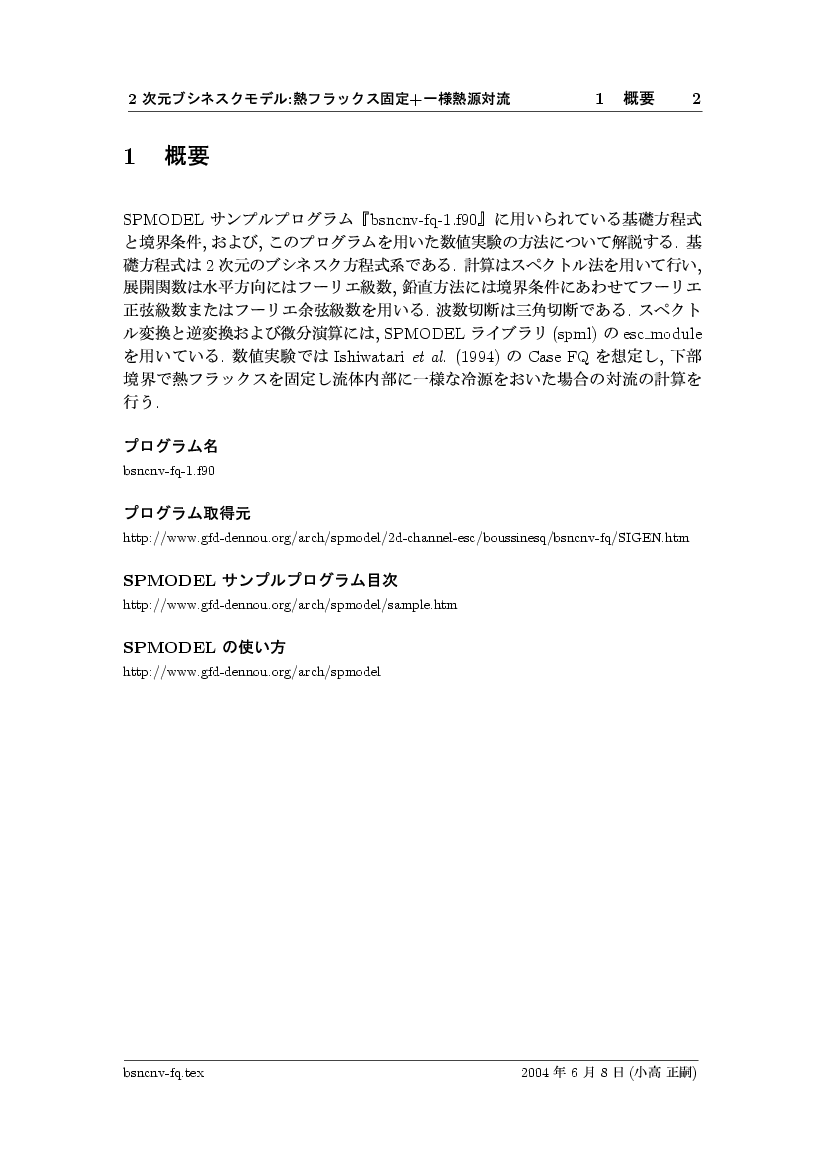 2 次元ブシネスクモデル:熱フラックス固定+一様熱源対流 1 概要 2
1 概要
SPMODEL サンプルプログラム『bsncnv-fq-1.f90』に用いられている基礎方程式
と境界条件, および, このプログラムを用いた数値実験の方法について解説する. 基
礎方程式は 2 次元のブシネスク方程式系である. 計算はスペクトル法を用いて行い,
展開関数は水平方向にはフーリエ級数, 鉛直方法には境界条件にあわせてフーリエ
正弦級数またはフーリエ余弦級数を用いる. 波数切断は三角切断である. スペクト
ル変換と逆変換および微分演算には, SPMODEL ライブラリ (spml) の esc_module
を用いている. 数値実験では Ishiwatari et al. (1994) の Case FQ を想定し, 下部
境界で熱フラックスを固定し流体内部に一様な冷源をおいた場合の対流の計算を
行う.
プログラム名
bsncnv-fq-1.f90
プログラム取得元
http://www.gfd-dennou.org/arch/spmodel/2d-channel-esc/boussinesq/bsncnv-fq/SIGEN.htm
SPMODEL サンプルプログラム目次
http://www.gfd-dennou.org/arch/spmodel/sample.htm
SPMODEL の使い方
http://www.gfd-dennou.org/arch/spmodel
bsncnv-fq.tex 2004 年 6 月 8 日 (小高 正嗣)